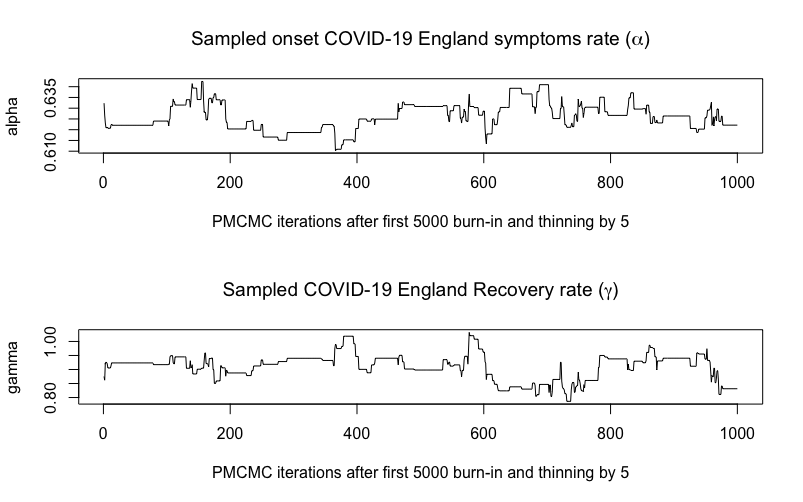 Sampled onset COVID-19 England symptoms rate (α)
alpha
0.635
0.610
0 200 400 600 800 1000
PMCMC iterations after first 5000 burn-in and thinning by 5
Sampled COVID-19 England Recovery rate (γ)
gamma
1.00
0.80
0 200 400 600 800 1000
PMCMC iterations after first 5000 burn-in and thinning by 5